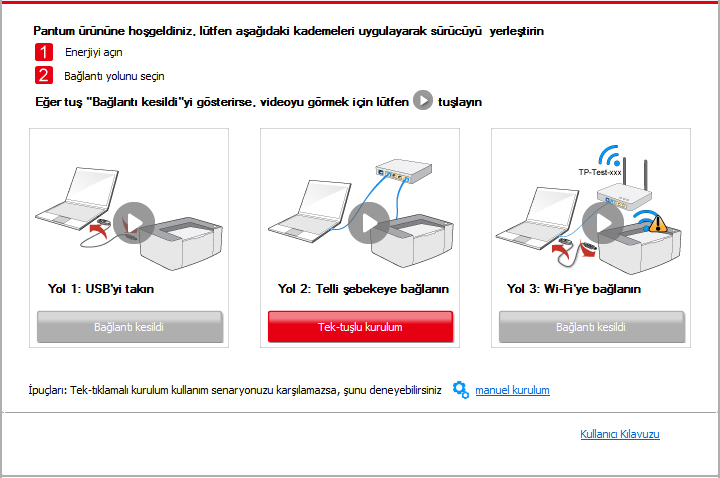 Pantum ürününe hoşgeldiniz, lütfen aşağıdaki kademeleri uygulayarak sürücüyü yerleştirin
1 Enerjiyi açın
2 Bağlantı yolunu seçin
Eğer tuş "Bağlantı kesildi"yi gösterirse, videoyu görmek için lütfen tuşlayın
TP-Test-xxx
Yol 1: USB'yi takın
Yol 2: Telli şebekeye bağlanın
Yol 3: Wi-Fi'ye bağlanın
Bağlantı kesildi
Tek-tuşlu kurulum
Bağlantı kesildi
İpuçları: Tek-tıklamalı kurulum kullanım senaryonuzu karşılamazsa, şunu deneyebilirsiniz manuel kurulum
Kullanıcı Kılavuzu